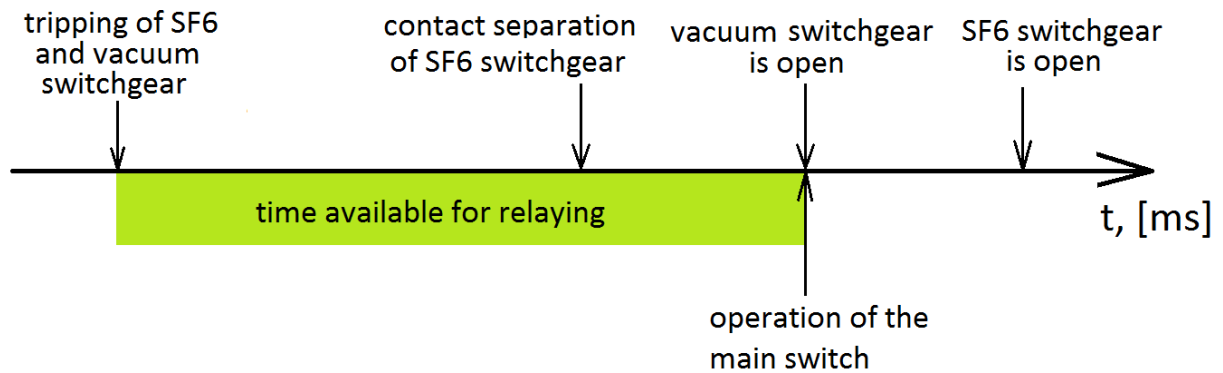 tripping of SF6
and vacuum
switchgear
contact separation
of SF6 switchgear
vacuum switchgear
is open
SF6 switchgear
is open
time available for relaying
t, [ms]
operation of the
main switch